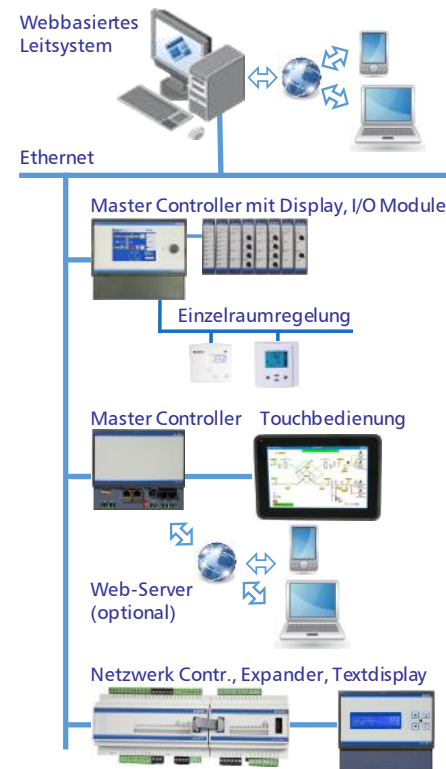 Webbasiertes
Leitsystem
Ethernet
Master Controller mit Display, I/O Module
Einzelraumregelung
Master Controller
Touchbedienung
Web-Server
(optional)
Netzwerk Contr., Expander, Textdisplay